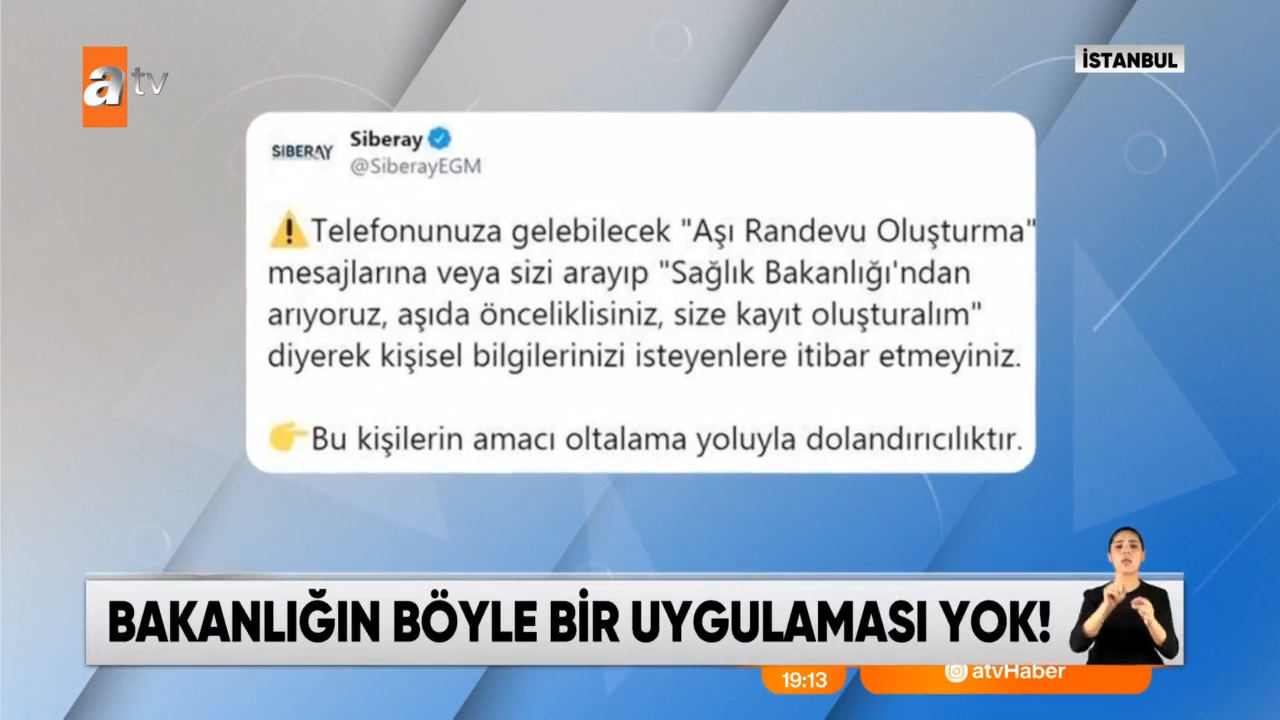 atv
İSTANBUL
SİBERAY
Siberay
@SiberayEGM
⚠️Telefonunuza gelebilecek "Aşı Randevu Oluşturma"
mesajlarına veya sizi arayıp "Sağlık Bakanlığı'ndan
arıyoruz, aşıda önceliklisiniz, size kayıt oluşturalım"
diyerek kişisel bilgilerinizi isteyenlere itibar etmeyiniz.
👉Bu kişilerin amacı oltalama yoluyla dolandırıcılıktır.
BAKANLIĞIN BÖYLE BİR UYGULAMASI YOK!
19:13
atvHaber